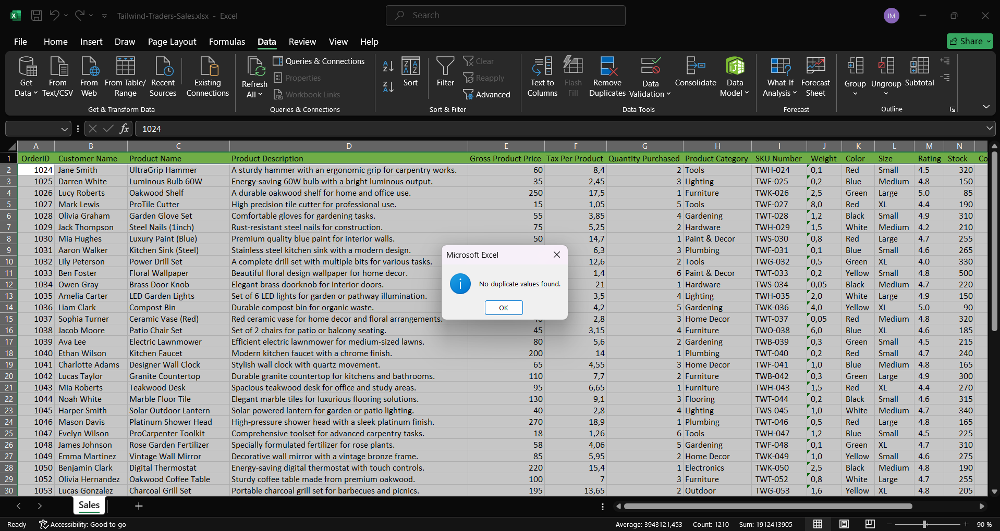 Tailwind-Traders-Sales.xlsx - Excel
Search
JM
File Home Insert Draw Page Layout Formulas Data Review View Help
Share
Get Data
From Text/CSV
From Web
From Table/ Range
Recent Sources
Existing Connections
Get & Transform Data
Refresh All
Queries & Connections
Properties
Workbook Links
Queries & Connections
Sort
Filter
Clear
Reapply
Advanced
Sort & Filter
Text to Columns
Flash Fill
Remove Duplicates
Data Validation
Consolidate
Data Model
Data Tools
What-If Analysis
Forecast Sheet
Forecast
Group
Ungroup
Subtotal
Outline
fx 1024
A B C D E F G H I J K L M N
1 OrderID Customer Name Product Name Product Description Gross Product Price Tax Per Product Quantity Purchased Product Category SKU Number Weight Color Size Rating Stock Co
2 1024 Jane Smith UltraGrip Hammer A sturdy hammer with an ergonomic grip for carpentry works. 60 8,4 2 Tools TWH-024 0,1 Red Small 4.5 320
3 1025 Darren White Luminous Bulb 60W Energy-saving 60W bulb with a bright luminous output. 35 2,45 3 Lighting TWF-025 0,2 Blue Medium 4.8 150
4 1026 Lucy Roberts Oakwood Shelf A durable oakwood shelf for home and office use. 250 17,5 1 Furniture TWK-026 2,5 Green Large 5.0 85
5 1027 Mark Lewis ProTile Cutter High precision tile cutter for professional use. 15 1,05 5 Tools TWF-027 8,0 Red XL 4.4 190
6 1028 Olivia Graham Garden Glove Set Comfortable gloves for gardening tasks. 55 3,85 4 Gardening TWT-028 1,2 Black Small 4.9 310
7 1029 Jack Thompson Steel Nails (1inch) Rust-resistant steel nails for construction. 75 5,25 2 Hardware TWH-029 1,5 White Medium 4.2 210
8 1030 Mia Hughes Luxury Paint (Blue) Premium quality blue paint for interior walls. 50 14,7 1 Paint & Decor TWS-030 0,8 Red Large 4.7 255
9 1031 Aaron Walker Kitchen Sink (Steel) Stainless steel kitchen sink with a modern design. 6,3 3 Plumbing TWF-031 0,1 Blue Small 4.6 265
10 1032 Lily Peterson Power Drill Set A complete drill set with multiple bits for various tasks. 12,6 2 Tools TWG-032 0,5 Green XL 4.0 330
11 1033 Ben Foster Floral Wallpaper Beautiful floral design wallpaper for home decor. 1,4 6 Paint & Decor TWT-033 0,2 Yellow Small 4.8 500
12 1034 Owen Gray Brass Door Knob Elegant brass doorknob for interior doors. 21 1 Hardware TWS-034 0,05 Black Medium 4.7 220
13 1035 Amelia Carter LED Garden Lights Set of 6 LED lights for garden or pathway illumination. 3,5 4 Lighting TWH-035 2,0 White Large 4.9 150
14 1036 Liam Clark Compost Bin Durable compost bin for organic waste. 4,2 5 Gardening TWK-036 4,0 Yellow XL 5.0 90
15 1037 Sophia Turner Ceramic Vase (Red) Red ceramic vase for home decor and floral arrangements. 2,8 3 Home Decor TWT-037 0,05 Red Medium 4.8 320
16 1038 Jacob Moore Patio Chair Set Set of 2 chairs for patio or balcony seating. 45 3,15 4 Furniture TWO-038 6,0 Blue XL 4.6 185
17 1039 Ava Lee Electric Lawnmower Efficient electric lawnmower for medium-sized lawns. 80 5,6 2 Gardening TWB-039 0,3 Green Small 4.5 215
18 1040 Ethan Wilson Kitchen Faucet Modern kitchen faucet with a chrome finish. 200 14 1 Plumbing TWT-040 0,2 Red Small 4.7 240
19 1041 Charlotte Adams Designer Wall Clock Stylish wall clock with quartz movement. 65 4,55 3 Home Decor TWF-041 1,0 Blue Medium 4.8 165
20 1042 Lucas Taylor Granite Countertop Durable granite countertop for kitchens and bathrooms. 110 7,7 2 Furniture TWB-042 0,3 Green Large 4.9 300
21 1043 Mia Roberts Teakwood Desk Spacious teakwood desk for office and study areas. 95 6,65 1 Furniture TWH-043 1,5 Red XL 4.4 270
22 1044 Noah White Marble Floor Tile Elegant marble tiles for luxurious flooring solutions. 130 9,1 3 Flooring TWT-044 0,2 Black Small 4.6 315
23 1045 Harper Smith Solar Outdoor Lantern Solar-powered lantern for garden or patio lighting. 40 2,8 4 Lighting TWS-045 1,0 White Medium 4.7 340
24 1046 Mason Davis Platinum Shower Head High-pressure shower head with a sleek platinum finish. 270 18,9 1 Plumbing TWT-046 0,5 Red Large 4.8 165
25 1047 Evelyn Wilson ProCarpenter Toolkit Comprehensive toolset for advanced carpentry tasks. 18 1,26 6 Tools TWH-047 1,2 Blue Small 4.5 225
26 1048 James Johnson Rose Garden Fertilizer Specially formulated fertilizer for rose plants. 58 4,06 5 Gardening TWF-048 0,1 Green XL 4.7 310
27 1049 Emma Martinez Vintage Wall Mirror Decorative wall mirror with a vintage bronze frame. 85 5,95 2 Home Decor TWK-049 1,0 Yellow Small 4.6 275
28 1050 Benjamin Clark Digital Thermostat Energy-saving digital thermostat with touch controls. 220 15,4 1 Electronics TWK-050 2,5 Black Medium 4.8 190
29 1052 Olivia Hernandez Oakwood Coffee Table Sturdy coffee table made from premium oakwood. 100 7 3 Furniture TWT-052 0,8 White Large 4.7 255
30 1053 Lucas Gonzalez Charcoal Grill Set Portable charcoal grill set for barbecues and picnics. 195 13,65 2 Outdoor TWG-053 1,6 Yellow XL 4.8 205
Microsoft Excel
No duplicate values found.
OK
Sales
Ready Accessibility: Good to go Average: 3943121,453 Count: 1210 Sum: 1912413905 90 %